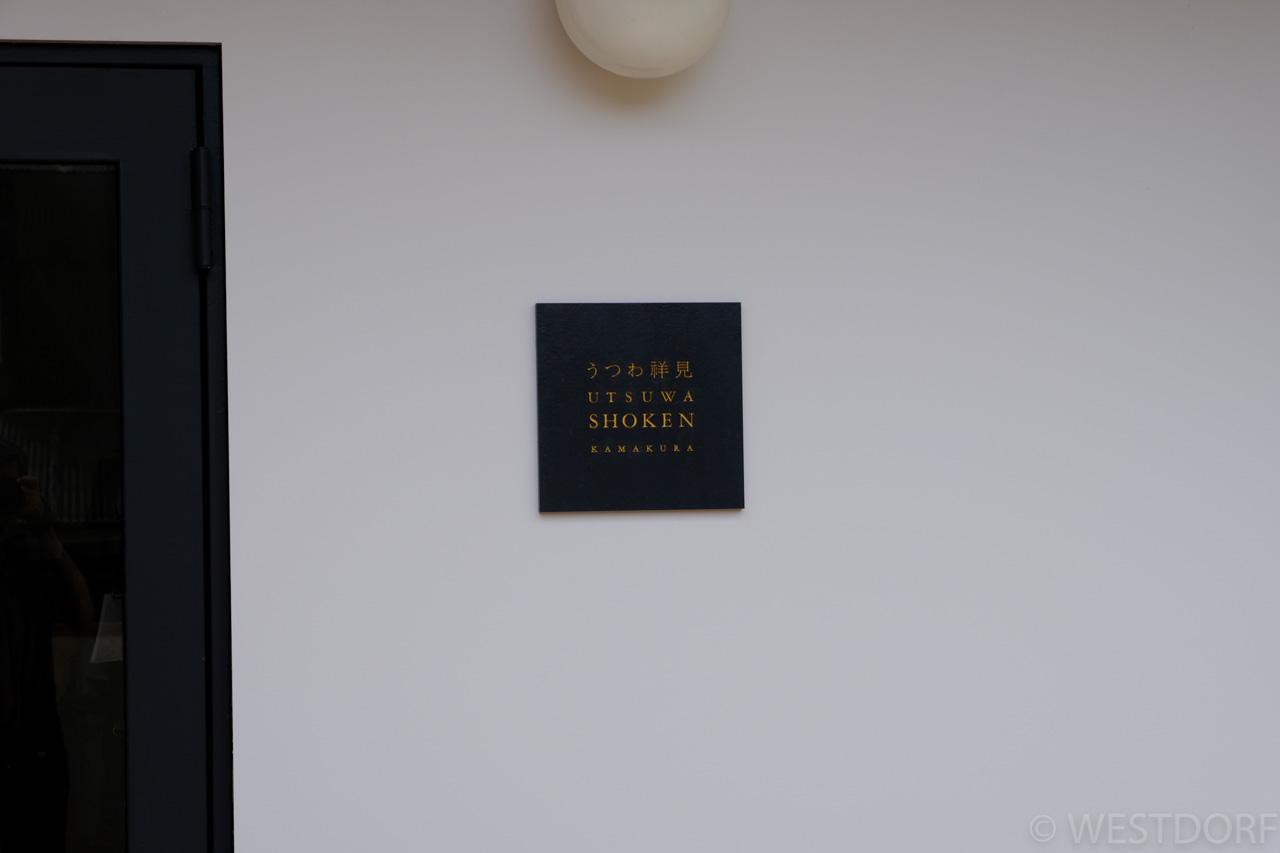 うつわ祥見
UTSUWA
SHOKEN
KAMAKURA
© WESTDORF